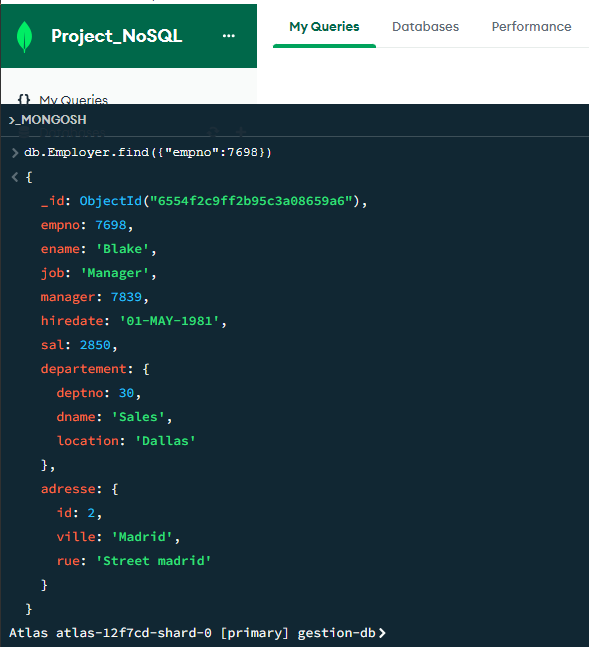 Project_NoSQL ...
My Queries Databases Performance
{} My Queries
>_MONGOSH
> db.Employer.find({"empno":7698})
< {
_id: ObjectId("6554f2c9ff2b95c3a08659a6"),
empno: 7698,
ename: 'Blake',
job: 'Manager',
manager: 7839,
hiredate: '01-MAY-1981',
sal: 2850,
departement: {
deptno: 30,
dname: 'Sales',
location: 'Dallas'
},
adresse: {
id: 2,
ville: 'Madrid',
rue: 'Street madrid'
}
}
Atlas atlas-12f7cd-shard-0 [primary] gestion-db>